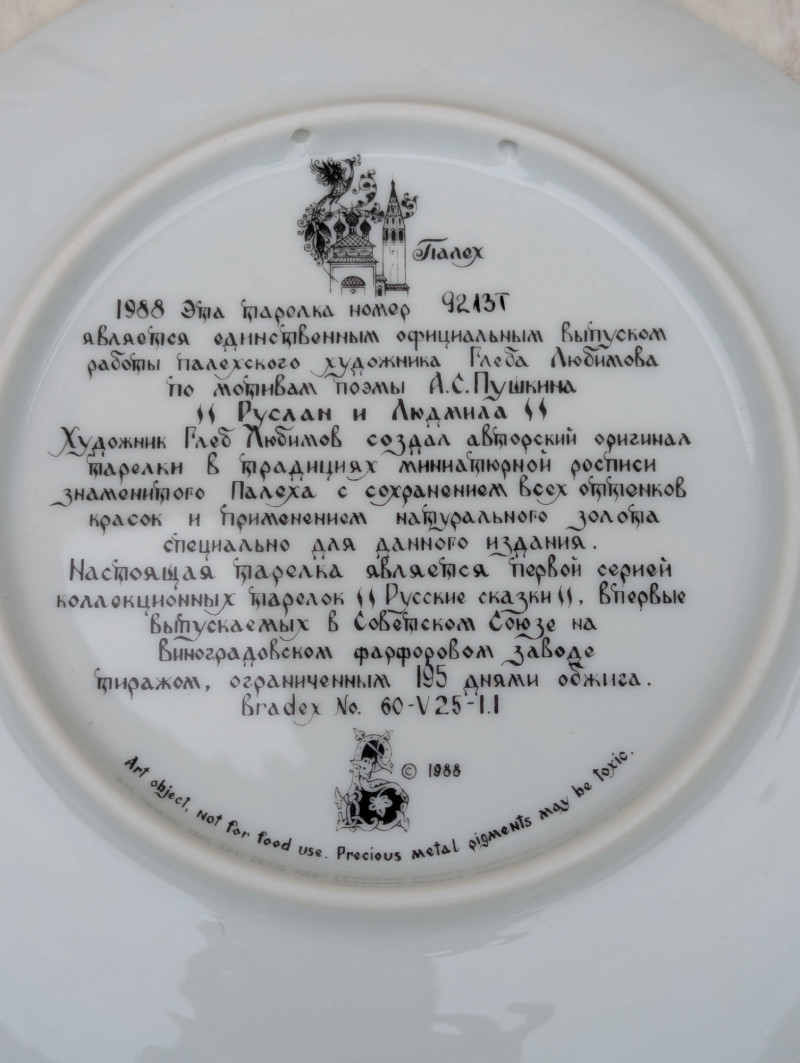 Палех
1988 Эта тарелка номер 9213T
является единственным официальным выпуском
работы палехского художника Глеба Любимова
по мотивам поэмы А.С.Пушкина
"Руслан и Людмила"
Художник Глеб Любимов создал авторский оригинал
тарелки в традициях миниатюрной росписи
знаменитого Палеха с сохранением всех оттенков
красок и применением натурального золота
специально для данного издания.
Настоящая тарелка является первой серией
коллекционных тарелок "Русские сказки", впервые
выпускаемых в Советском Союзе на
Виноградовском фарфоровом заводе
тиражом, ограниченным 195 днями обжига.
Bradex No. 60-V25-1.1
© 1988
Art object, not for food use. Precious metal pigments may be toxic.